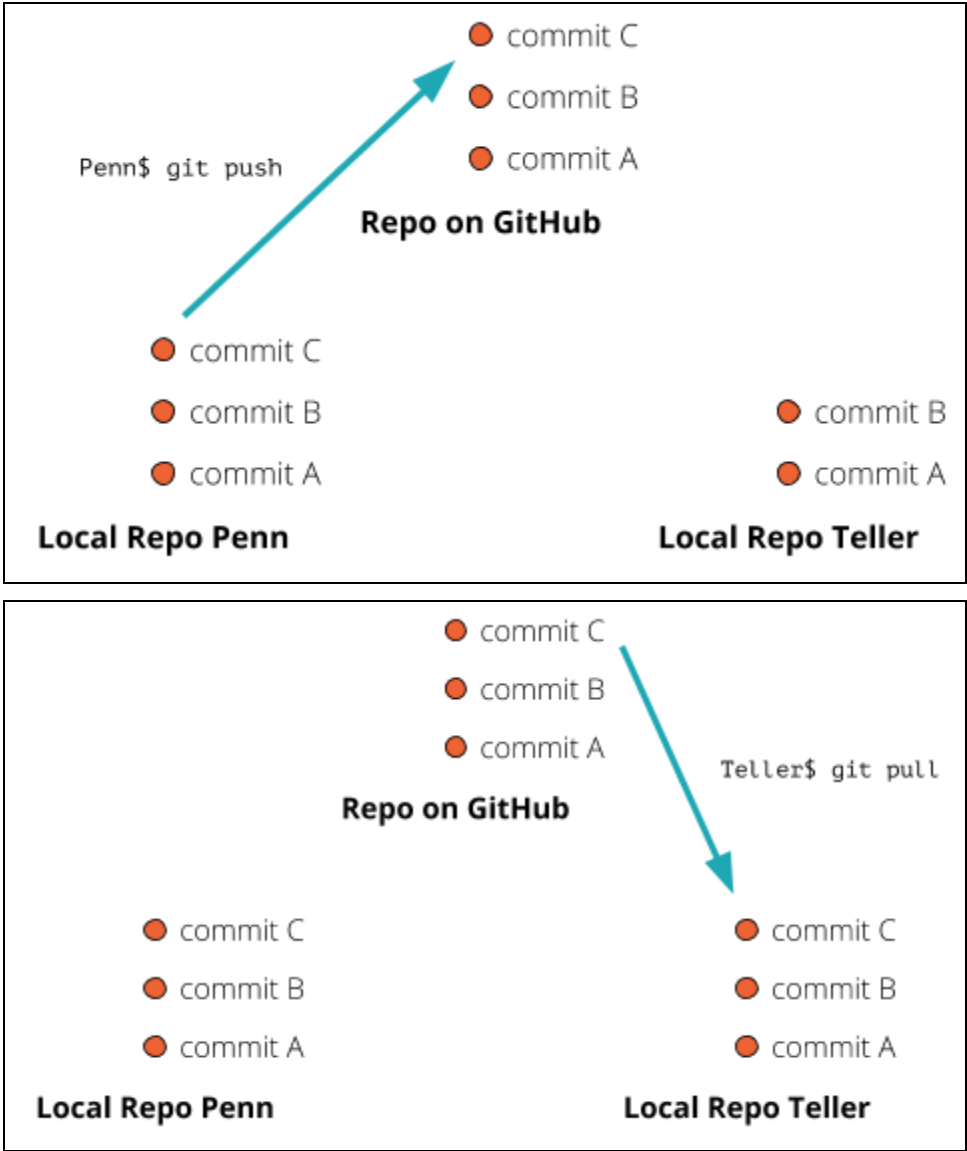 commit C
commit B
Penn$ git push
commit A
Repo on GitHub
commit C
commit B
commit A
Local Repo Penn
commit B
commit A
Local Repo Teller
commit C
commit B
commit A
Teller$ git pull
Repo on GitHub
commit C
commit B
commit A
Local Repo Penn
commit C
commit B
commit A
Local Repo Teller